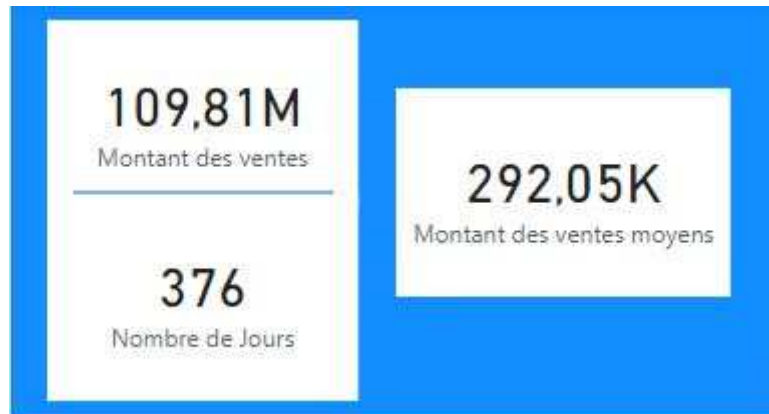 109,81M
Montant des ventes
376
Nombre de Jours
292,05K
Montant des ventes moyens